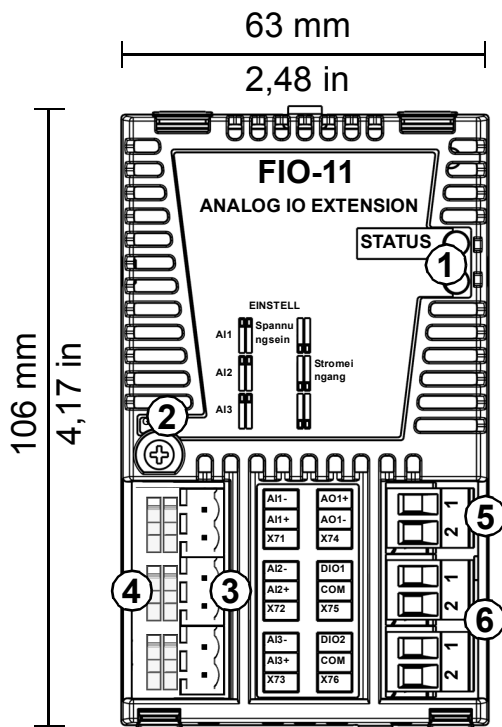 63 mm
2,48 in
106 mm
4,17 in
FIO-11
ANALOG IO EXTENSION
STATUS
1
EINSTELL
AI1
Spannu
ngsein
AI2
Stromei
ngang
AI3
2
AI1- AO1+
AI1+ AO1-
X71 X74
1
2
5
AI2- DIO1
AI2+ COM
X72 X75
1
2
4
3
6
AI3- DIO2
AI3+ COM
X73 X76
1
2